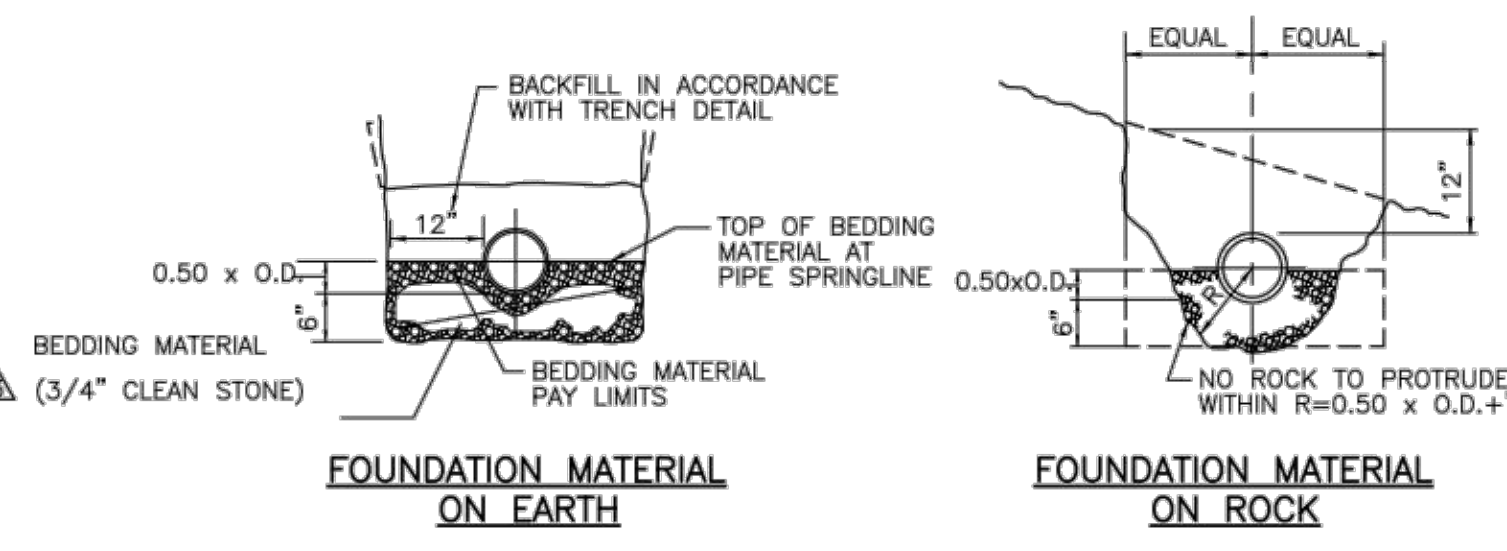 BACKFILL IN ACCORDANCE
WITH TRENCH DETAIL
12"
TOP OF BEDDING
MATERIAL AT
PIPE SPRINGLINE
0.50 x O.D.
6"
BEDDING MATERIAL
(3/4" CLEAN STONE)
BEDDING MATERIAL
PAY LIMITS
FOUNDATION MATERIAL
ON EARTH
EQUAL EQUAL
12"
0.50xO.D.
R
6"
NO ROCK TO PROTRUDE
WITHIN R=0.50 x O.D.+
FOUNDATION MATERIAL
ON ROCK